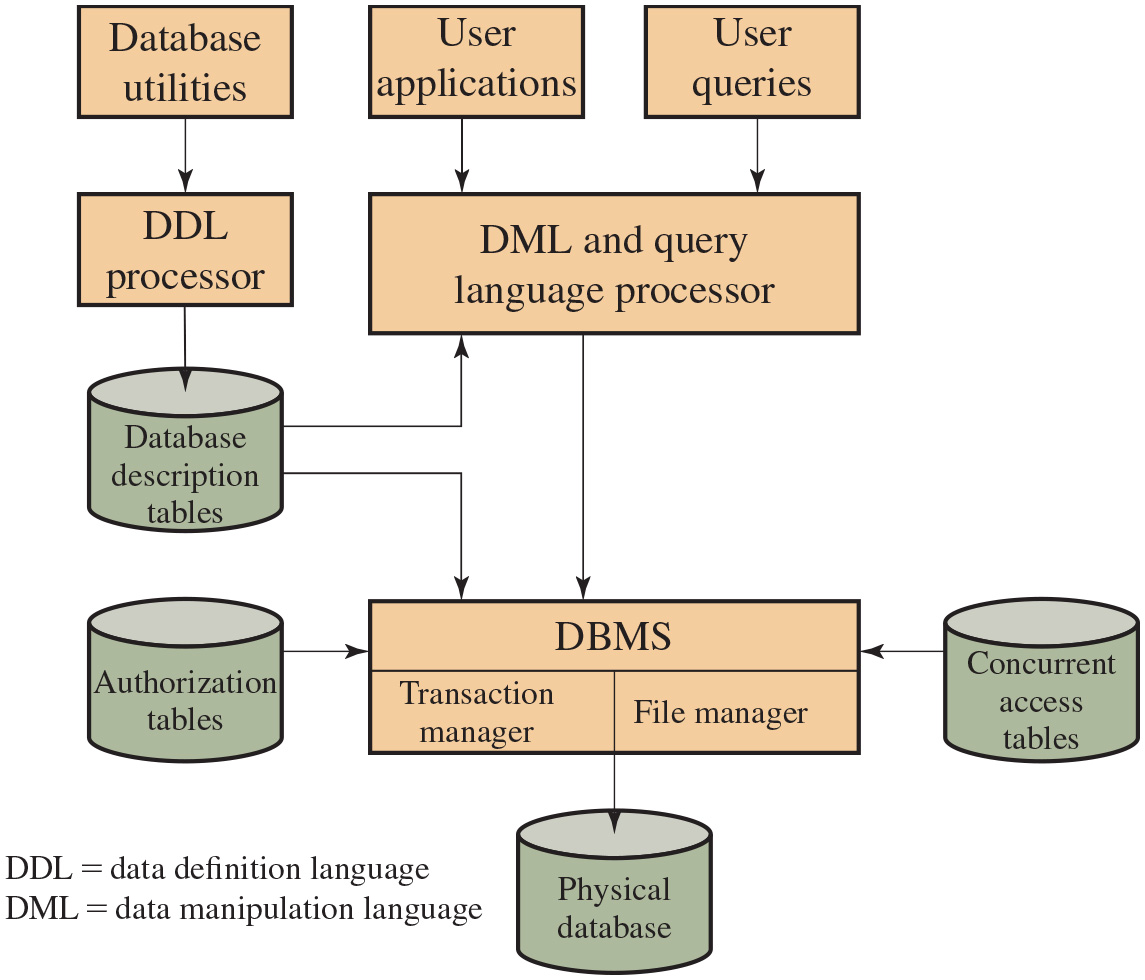 Database
utilities
User
applications
User
queries
DDL
processor
DML and query
language processor
Database
description
tables
Authorization
tables
DBMS
Transaction
manager
File manager
Concurrent
access
tables
Physical
database
DDL = data definition language
DML = data manipulation language